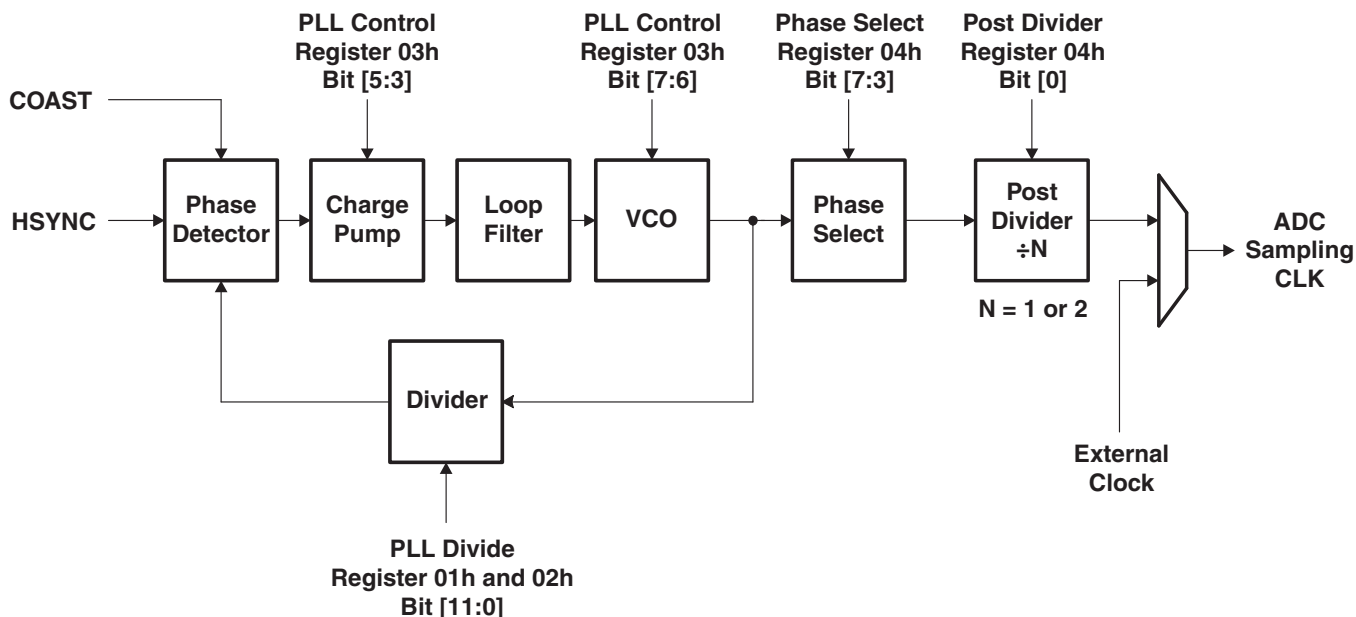 PLL Control
Register 03h
Bit [5:3]
PLL Control
Register 03h
Bit [7:6]
Phase Select
Register 04h
Bit [7:3]
Post Divider
Register 04h
Bit [0]
COAST
HSYNC
Phase
Detector
Charge
Pump
Loop
Filter
VCO
Phase
Select
Post
Divider
÷N
ADC
Sampling
CLK
N = 1 or 2
Divider
External
Clock
PLL Divide
Register 01h and 02h
Bit [11:0]